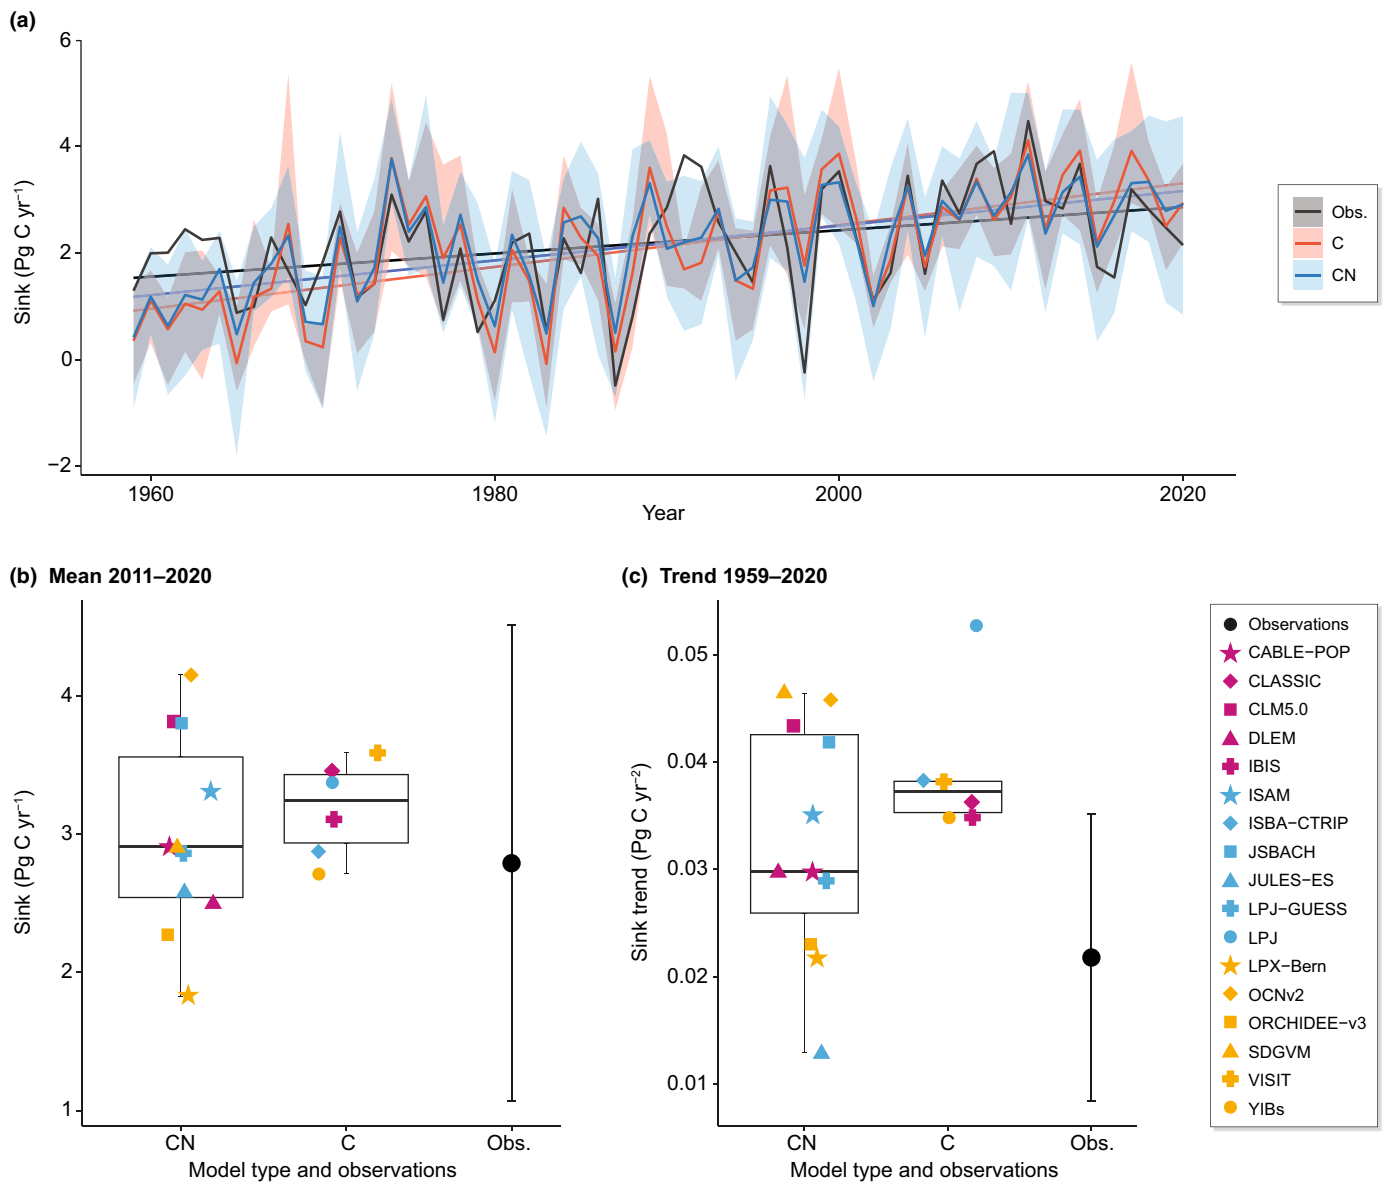 (a)
6
4
2
0
−2
Sink (Pg C yr⁻¹)
1960
1980
2000
2020
Year
Obs.
C
CN
(b) Mean 2011–2020
4
3
2
1
Sink (Pg C yr⁻¹)
CN
C
Obs.
Model type and observations
(c) Trend 1959–2020
0.05
0.04
0.03
0.02
0.01
Sink trend (Pg C yr⁻²)
CN
C
Obs.
Model type and observations
Observations
CABLE−POP
CLASSIC
CLM5.0
DLEM
IBIS
ISAM
ISBA−CTRIP
JSBACH
JULES−ES
LPJ−GUESS
LPJ
LPX−Bern
OCNv2
ORCHIDEE−v3
SDGVM
VISIT
YIBs